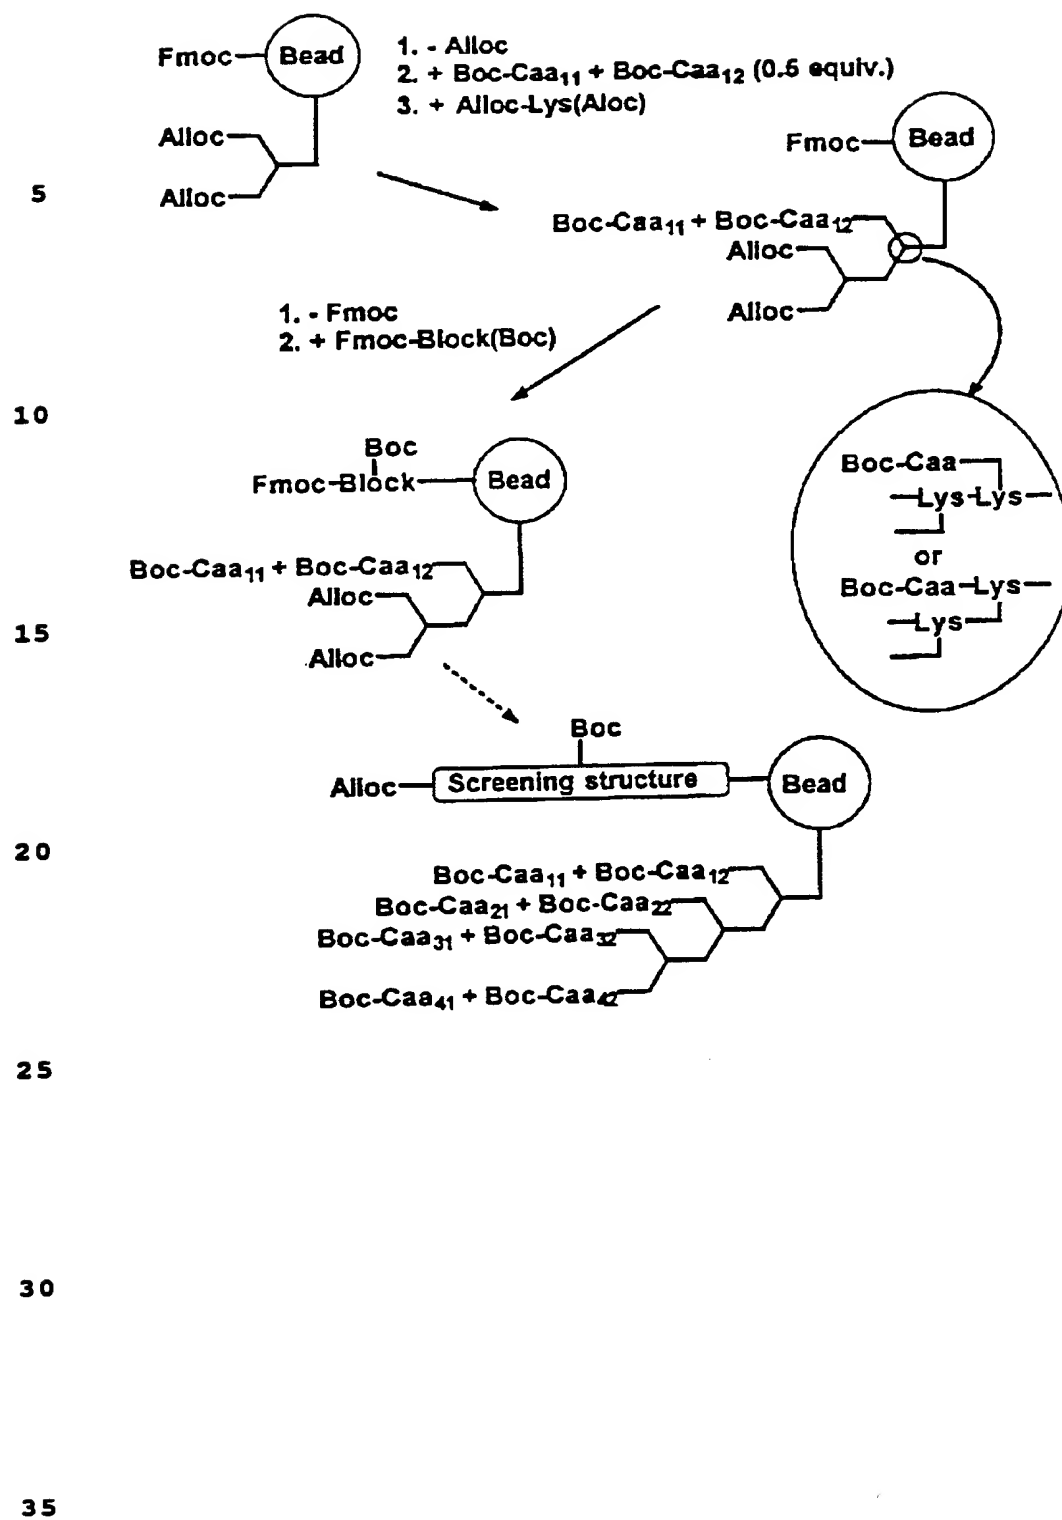 Fmoc Bead
1. - Alloc
2. + Boc-Caa11 + Boc-Caa12 (0.5 equiv.)
3. + Alloc-Lys(Aloc)
Alloc
Alloc
5
Fmoc Bead
Boc-Caa11 + Boc-Caa12
Alloc
Alloc
1. - Fmoc
2. + Fmoc-Block(Boc)
10
Boc
Fmoc-Block Bead
Boc-Caa11 + Boc-Caa12
Alloc
Alloc
Boc-Caa
Lys-Lys
or
Boc-Caa-Lys
Lys
15
Boc
Alloc Screening structure Bead
20
Boc-Caa11 + Boc-Caa12
Boc-Caa21 + Boc-Caa22
Boc-Caa31 + Boc-Caa32
Boc-Caa41 + Boc-Caa42
25
30
35